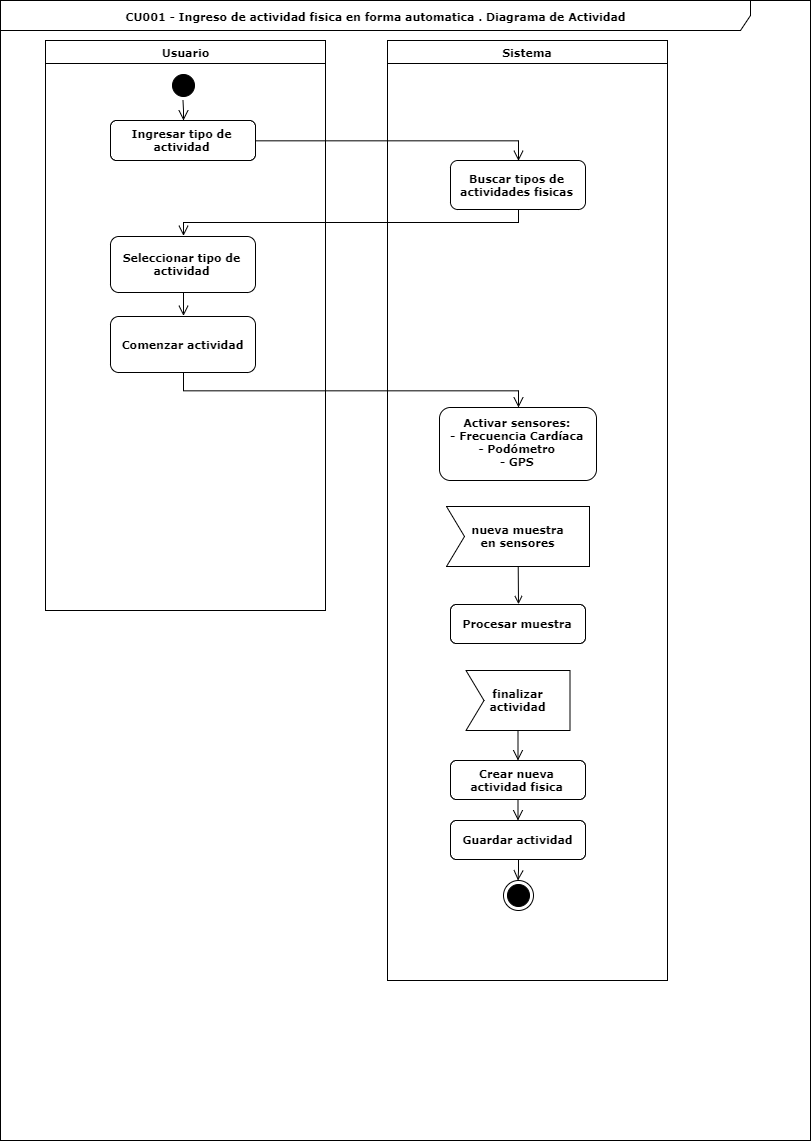 CU001 - Ingreso de actividad fisica en forma automatica . Diagrama de Actividad
Usuario
Sistema
Ingresar tipo de
actividad
Buscar tipos de
actividades fisicas
Seleccionar tipo de
actividad
Comenzar actividad
Activar sensores:
- Frecuencia Cardíaca
- Podómetro
- GPS
nueva muestra
en sensores
Procesar muestra
finalizar
actividad
Crear nueva
actividad fisica
Guardar actividad